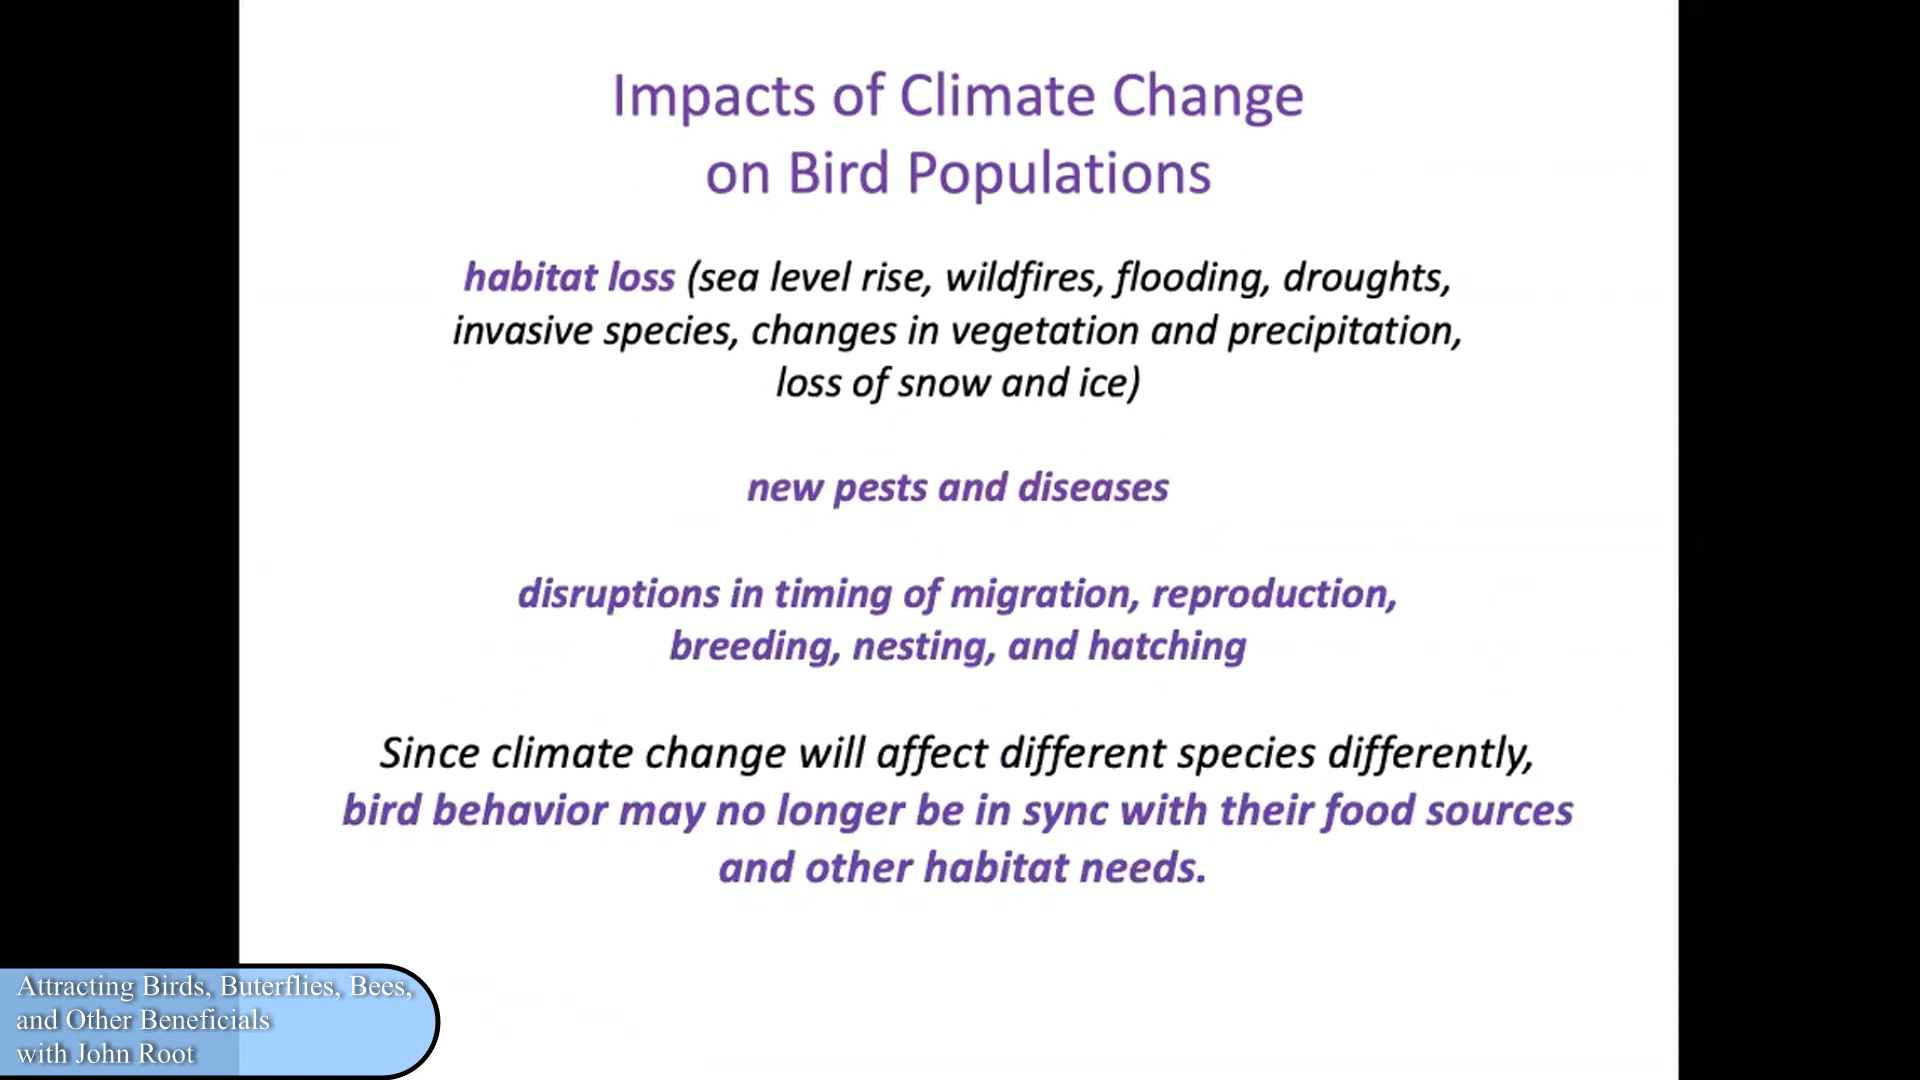 Impacts of Climate Change
on Bird Populations
habitat loss (sea level rise, wildfires, flooding, droughts,
invasive species, changes in vegetation and precipitation,
loss of snow and ice)
new pests and diseases
disruptions in timing of migration, reproduction,
breeding, nesting, and hatching
Since climate change will affect different species differently,
bird behavior may no longer be in sync with their food sources
and other habitat needs.
Attracting Birds, Buterflies, Bees,
and Other Beneficials
with John Root